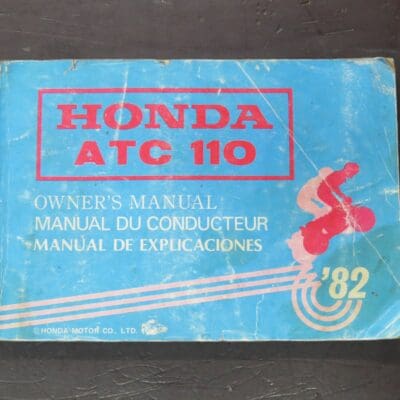 HONDA
ATC 110
OWNER'S MANUAL
MANUAL DU CONDUCTEUR
MANUAL DE EXPLICACIONES
'82
© HONDA MOTOR CO., LTD.